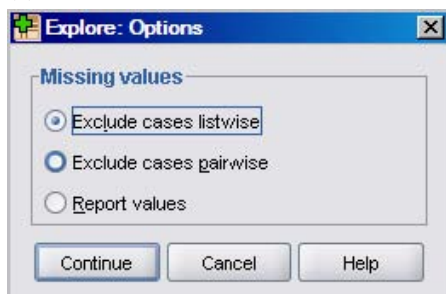 Explore: Options
Missing values
Exclude cases listwise
Exclude cases pairwise
Report values
Continue Cancel Help